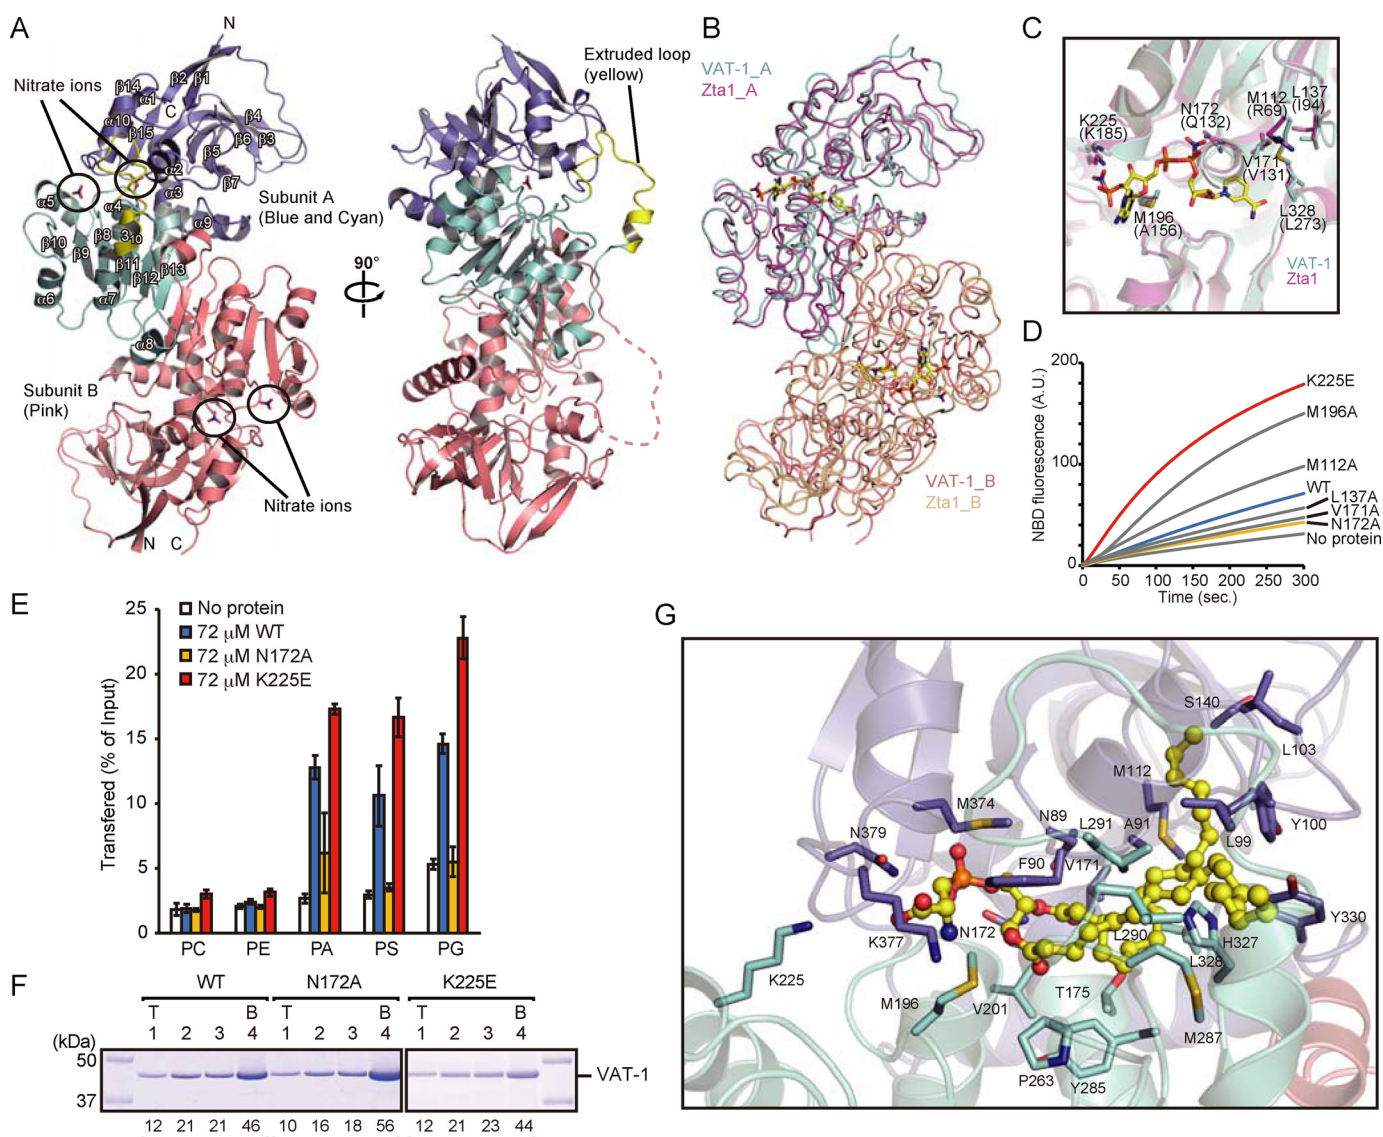 A
N
Nitrate ions
β14
α1
β2
β1
C
α10
β15
β4
β6
β3
β5
α2
α3
β7
α5
α4
Subunit A
(Blue and Cyan)
α9
β10
β8
β9
3₁₀
β11
β12
β13
α6
α7
α8
Subunit B
(Pink)
Nitrate ions
N
C
90°
Extruded loop
(yellow)
B
VAT-1_A
Zta1_A
VAT-1_B
Zta1_B
C
K225
(K185)
N172
(Q132)
M112
(R69)
L137
(I94)
V171
(V131)
M196
(A156)
L328
(L273)
VAT-1
Zta1
D
NBD fluorescence (A.U.)
200
100
0
0 50 100 150 200 250 300
Time (sec.)
K225E
M196A
M112A
WT
L137A
V171A
N172A
No protein
E
Transfered (% of Input)
25
20
15
10
5
0
No protein
72 μM WT
72 μM N172A
72 μM K225E
PC PE PA PS PG
F
WT N172A K225E
T B T B T B
(kDa) 1 2 3 4 1 2 3 4 1 2 3 4
50
37
VAT-1
12 21 21 46 10 16 18 56 12 21 23 44
G
S140
L103
M112
M374
N89
L291
A91
L99
Y100
N379
F90
V171
K377
N172
L290
H327
Y330
K225
L328
M196
V201
T175
M287
P263
Y285